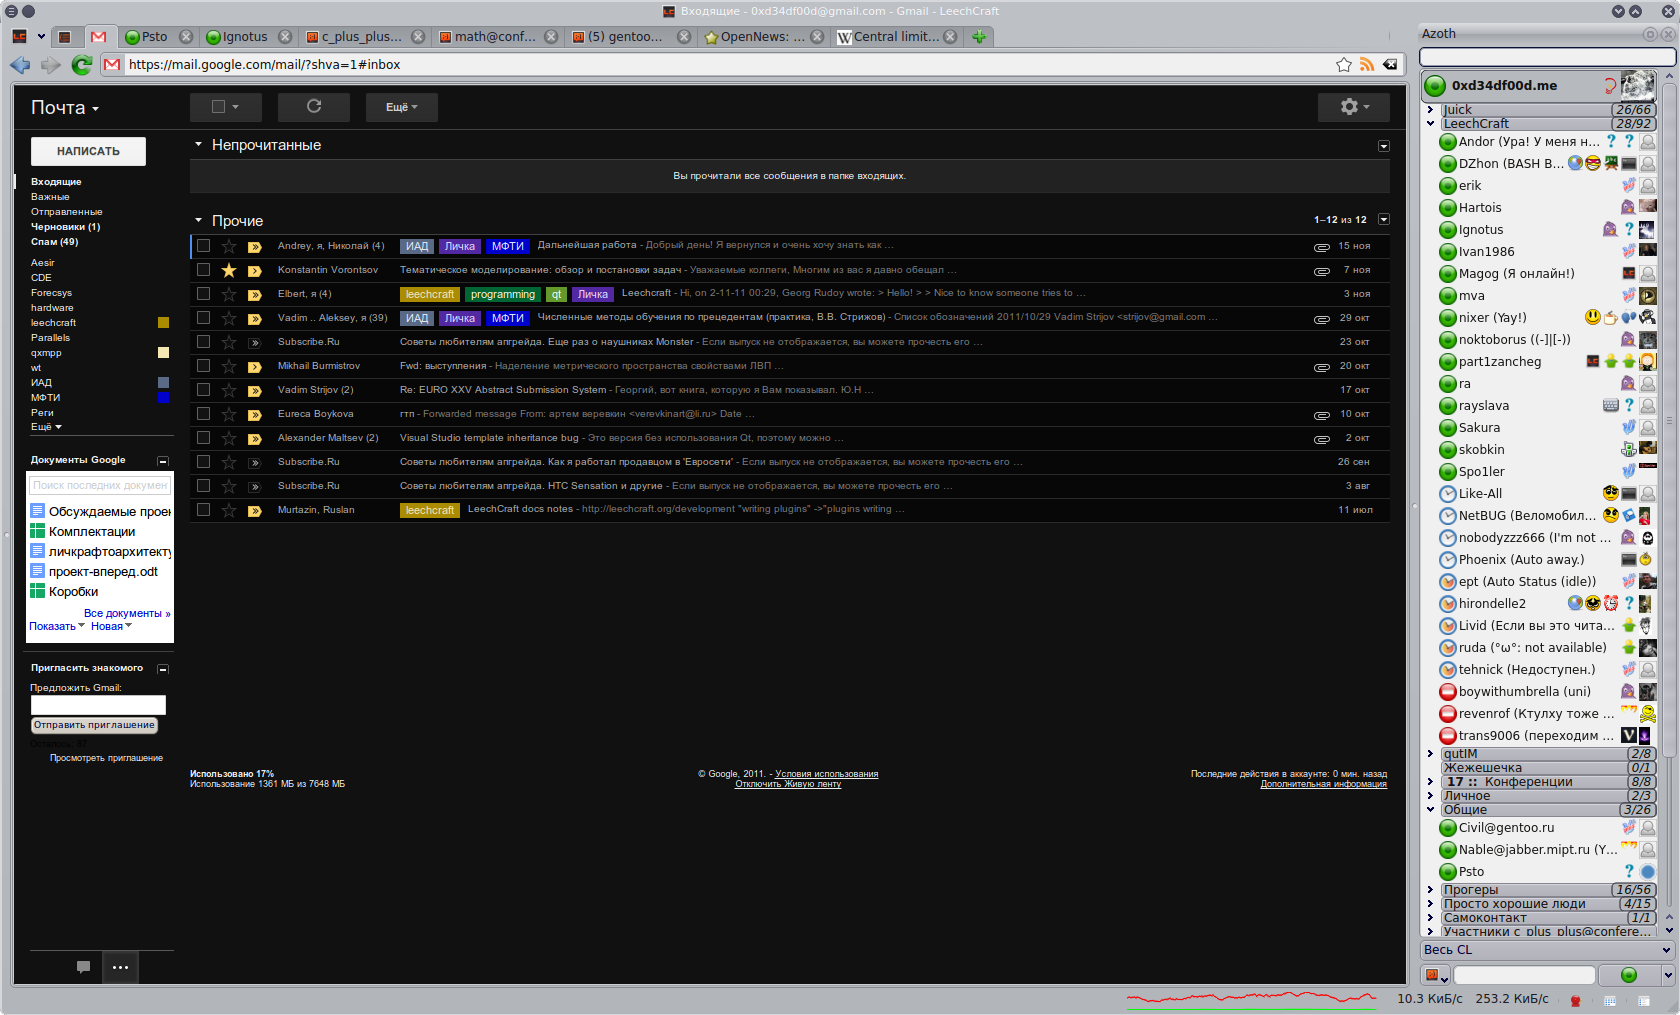 Входящие - 0xd34df00d@gmail.com - Gmail - LeechCraft
Psto
Ignotus
c_plus_plus...
math@conf...
(5) gentoo...
OpenNews: ...
Central limit...
https://mail.google.com/mail/?shva=1#inbox
Почта
Ещё
НАПИСАТЬ
Входящие
Важные
Отправленные
Черновики (1)
Спам (49)
Aesir
CDE
Forecsys
hardware
leechcraft
Parallels
qxmpp
wt
ИАД
МФТИ
Реги
Ещё
Документы Google
Поиск последних докумен
Обсуждаемые прое
Комплектации
личкрафтоархитекту
проект-вперед.odt
Коробки
Все документы »
Показать Новая
Пригласить знакомого
Предложить Gmail:
Отправить приглашение
Просмотреть приглашение
Непрочитанные
Вы прочитали все сообщения в папке входящих.
Прочие 1–12 из 12
Andrey, я, Николай (4) ИАД Личка МФТИ Дальнейшая работа - Добрый день! Я вернулся и очень хочу знать как ... 15 ноя
Konstantin Vorontsov Тематическое моделирование: обзор и постановки задач - Уважаемые коллеги, Многим из вас я давно обещал ... 7 ноя
Elbert, я (4) leechcraft programming qt Личка Leechcraft - Hi, on 2-11-11 00:29, Georg Rudoy wrote: > Hello! > > Nice to know someone tries to ... 3 ноя
Vadim .. Aleksey, я (39) ИАД Личка МФТИ Численные методы обучения по прецедентам (практика, В.В. Стрижов) - Список обозначений 2011/10/29 Vadim Strijov <strijov@gmail.com ... 29 окт
Subscribe.Ru Советы любителям апгрейда. Еще раз о наушниках Monster - Если выпуск не отображается, вы можете прочесть его ... 23 окт
Mikhail Burmistrov Fwd: выступления - Наделение метрического пространства свойствами ЛВП ... 20 окт
Vadim Strijov (2) Re: EURO XXV Abstract Submission System - Георгий, вот книга, которую я Вам показывал. Ю.Н ... 17 окт
Eureca Boykova гтп - Forwarded message From: артем веревкин <verevkinart@li.ru> Date ... 10 окт
Alexander Maltsev (2) Visual Studio template inheritance bug - Это версия без использования Qt, поэтому можно ... 2 окт
Subscribe.Ru Советы любителям апгрейда. Как я работал продавцом в 'Евросети' - Если выпуск не отображается, вы можете прочесть его ... 26 сен
Subscribe.Ru Советы любителям апгрейда. HTC Sensation и другие - Если выпуск не отображается, вы можете прочесть его ... 3 авг
Murtazin, Ruslan leechcraft LeechCraft docs notes - http://leechcraft.org/development "writing plugins" ->"plugins writing ... 11 июл
Использовано 17%
Использование 1361 МБ из 7648 МБ
© Google, 2011. - Условия использования
Отключить Живую ленту
Последние действия в аккаунте: 0 мин. назад
Дополнительная информация
Azoth
0xd34df00d.me
Juick 26/66
LeechCraft 28/92
Andor (Ура! У меня н...
DZhon (BASH B...
erik
Hartois
Ignotus
Ivan1986
Magog (Я онлайн!)
mva
nixer (Yay!)
noktoborus ((-]|[-))
part1zancheg
ra
rayslava
Sakura
skobkin
Spo1ler
Like-All
NetBUG (Веломобил...
nobodyzzz666 (I'm not ...
Phoenix (Auto away.)
ept (Auto Status (idle))
hirondelle2
Livid (Если вы это чита...
ruda (°ω°: not available)
tehnick (Недоступен.)
boywithumbrella (uni)
revenrof (Ктулху тоже ...
trans9006 (переходим ...
qutIM 2/8
Жежешечка 0/1
17 :: Конференции 8/8
Личное 2/3
Общие 3/26
Civil@gentoo.ru
Nable@jabber.mipt.ru (Y...
Psto
Прогеры 16/56
Просто хорошие люди 4/15
Самоконтакт 1/1
Участники c_plus_plus@confere...
Весь CL
10.3 КиБ/с 253.2 КиБ/с